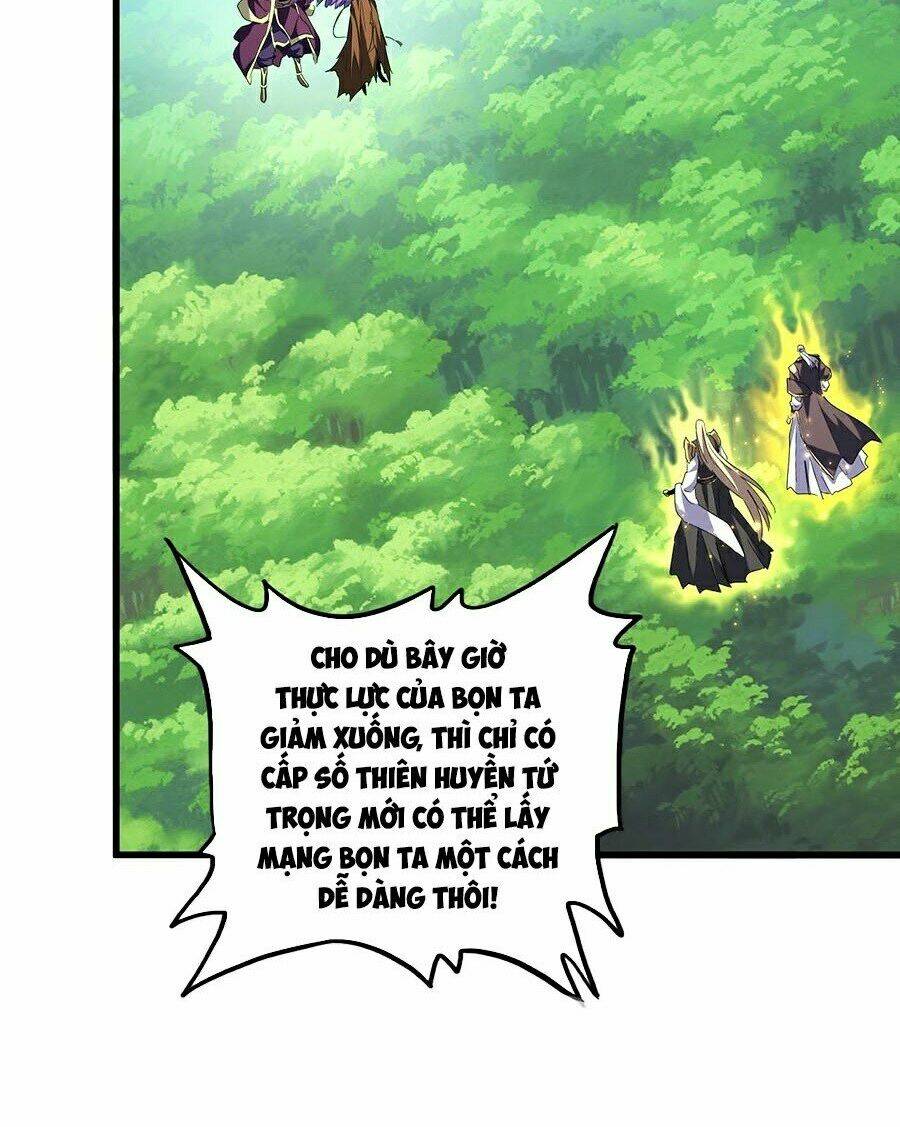 CHO DÙ BÂY GIỜ
THỰC LỰC CỦA BỌN TA
GIẢM XUỐNG, THÌ CHỈ CÓ
CẤP SỐ THIÊN HUYỀN TỨ
TRỌNG MỚI CÓ THỂ LẤY
MẠNG BỌN TA MỘT CÁCH
DỄ DÀNG THÔI!